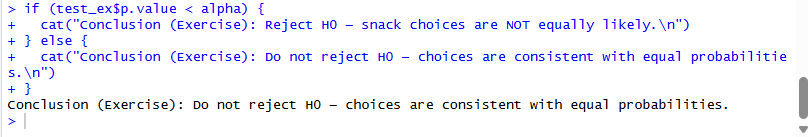 > if (test_ex$p.value < alpha) {
+   cat("Conclusion (Exercise): Reject H0 – snack choices are NOT equally likely.\n")
+ } else {
+   cat("Conclusion (Exercise): Do not reject H0 – choices are consistent with equal probabilitie
s.\n")
+ }
Conclusion (Exercise): Do not reject H0 – choices are consistent with equal probabilities.
>